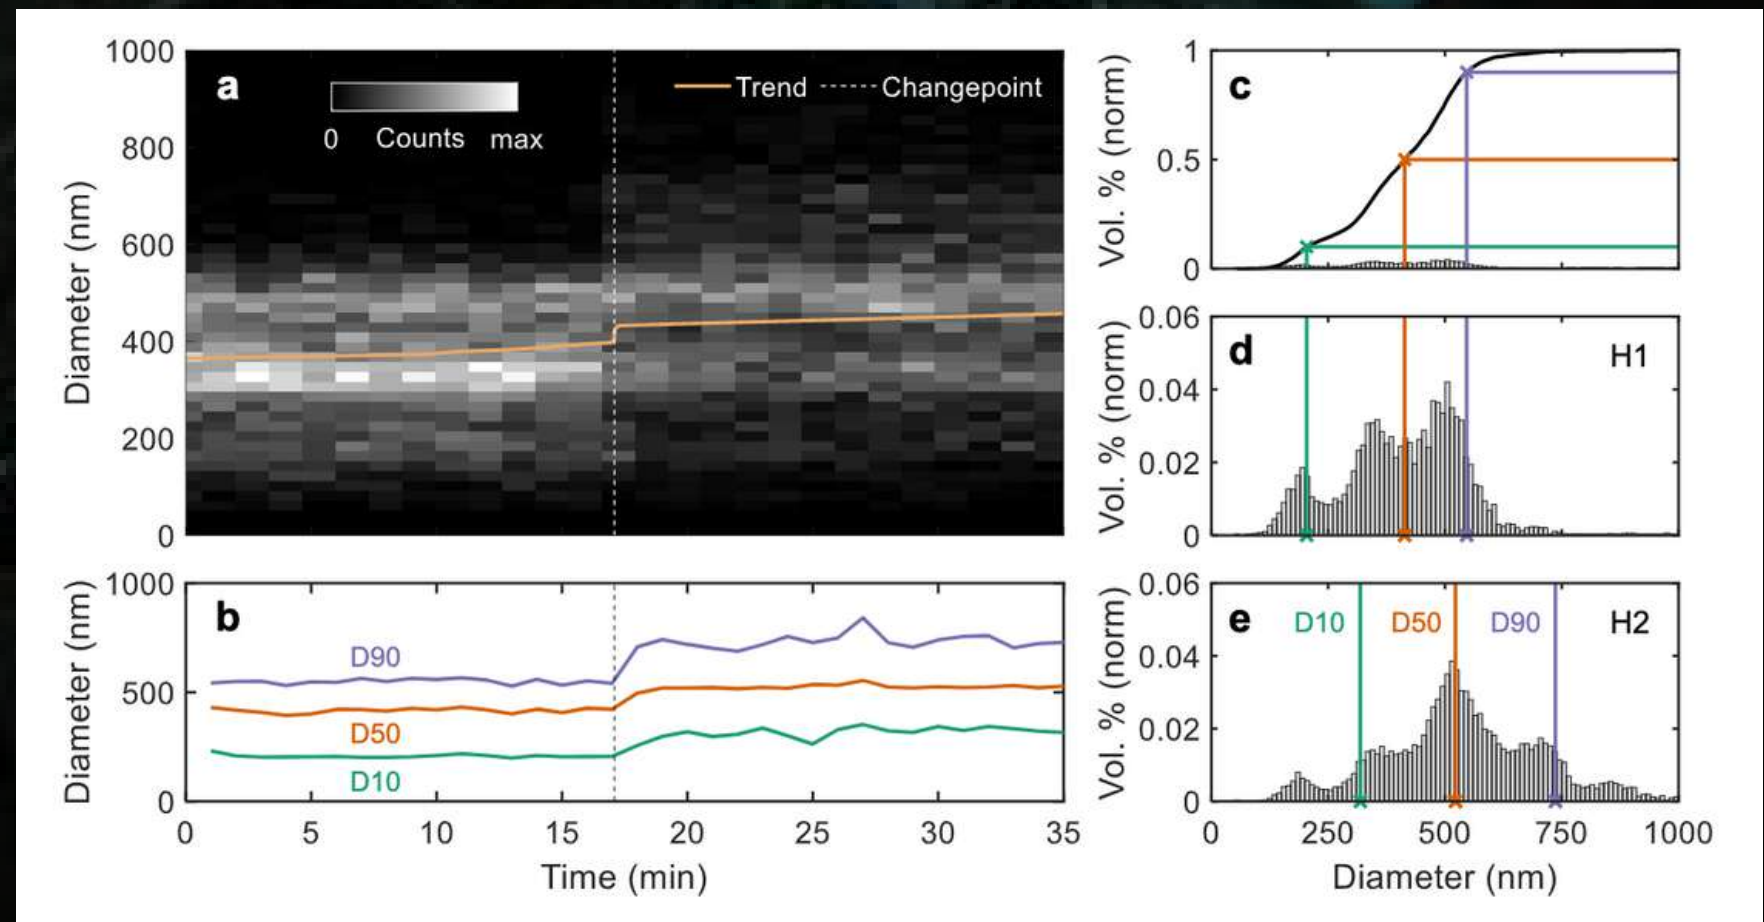 a
1000
800
600
400
200
0
Diameter (nm)
0 Counts max
Trend Changepoint
b
1000
500
0
Diameter (nm)
D90
D50
D10
0 5 10 15 20 25 30 35
Time (min)
c
1
0.5
0
Vol. % (norm)
d
H1
0.06
0.04
0.02
0
Vol. % (norm)
e
D10 D50 D90 H2
0.06
0.04
0.02
0
Vol. % (norm)
0 250 500 750 1000
Diameter (nm)